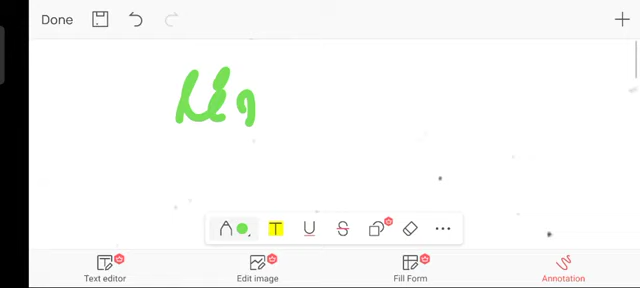 Done
Text editor
Edit image
Fill Form
Annotation